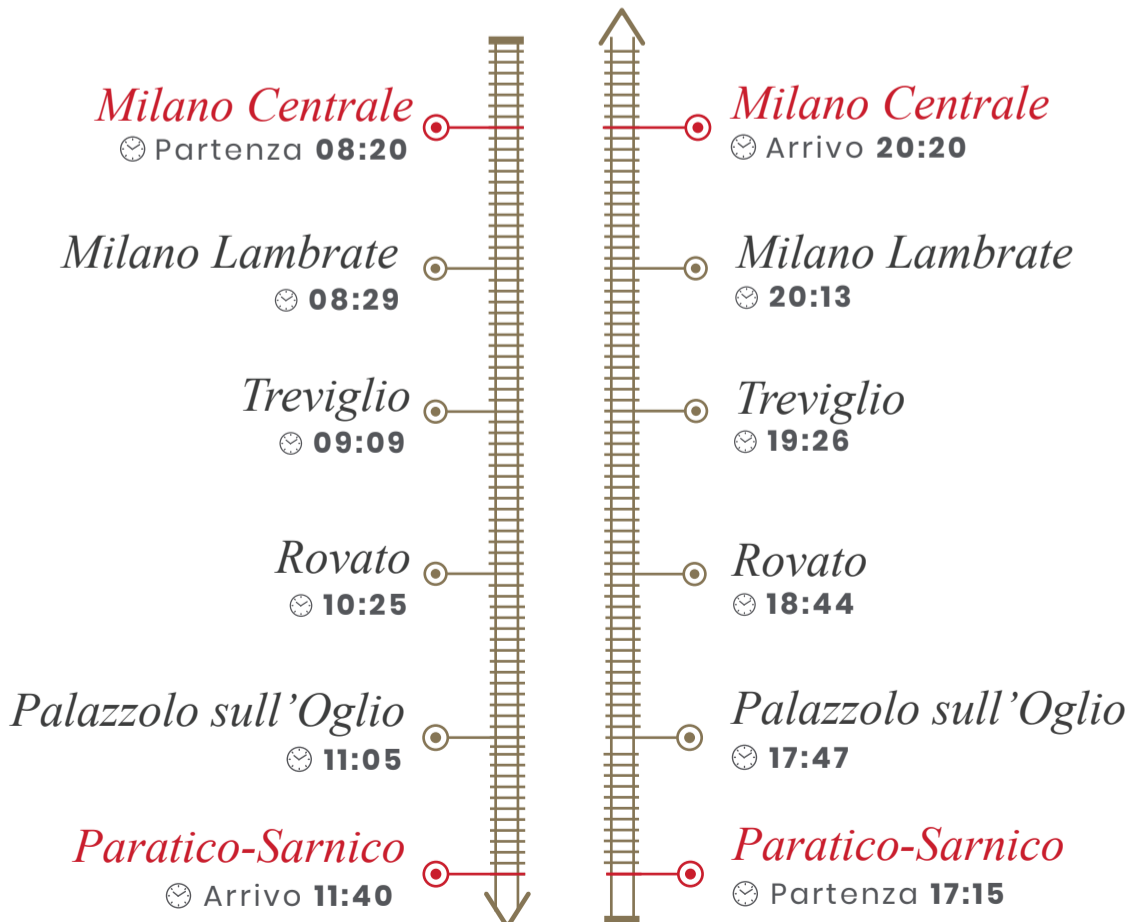 Milano Centrale
Partenza 08:20
Milano Lambrate
08:29
Treviglio
09:09
Rovato
10:25
Palazzolo sull’Oglio
11:05
Paratico-Sarnico
Arrivo 11:40
Milano Centrale
Arrivo 20:20
Milano Lambrate
20:13
Treviglio
19:26
Rovato
18:44
Palazzolo sull’Oglio
17:47
Paratico-Sarnico
Partenza 17:15